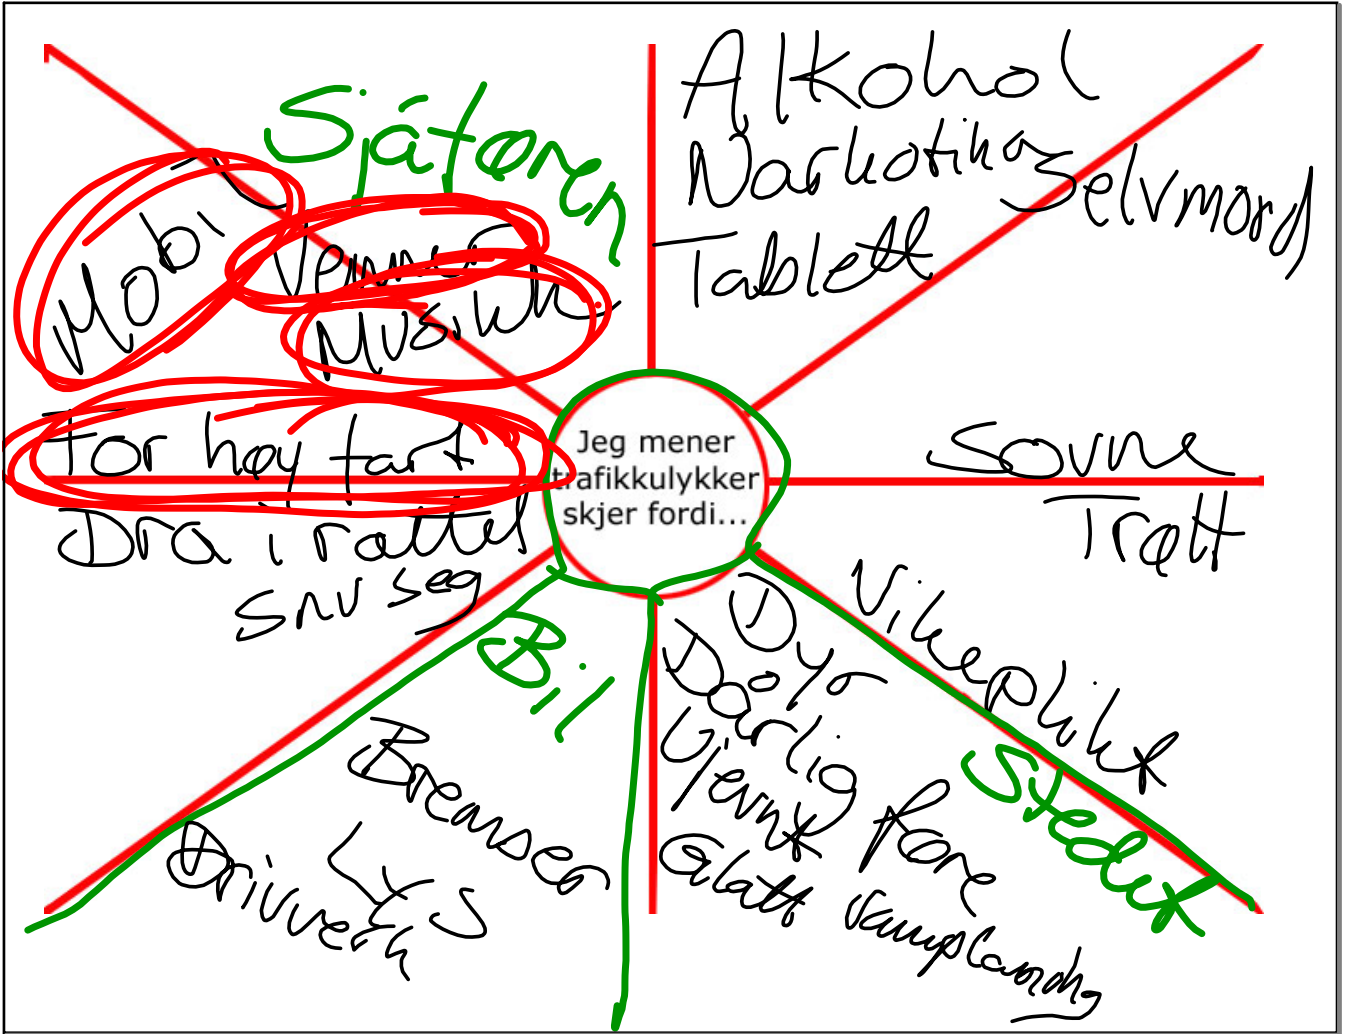 Sjåføren
Mobil
Venner
Musikk
For høy fart
Dra i rattet
snu seg
Alkohol
Narkotika
Selvmord
Tablett
Jeg mener
trafikkulykker
skjer fordi...
Sovne
Trøtt
Vikeplikt
Stedet
Dyr
Dårlig føre
Ujevnt
Glatt
Bil
Bremser
Lys
Drivverk